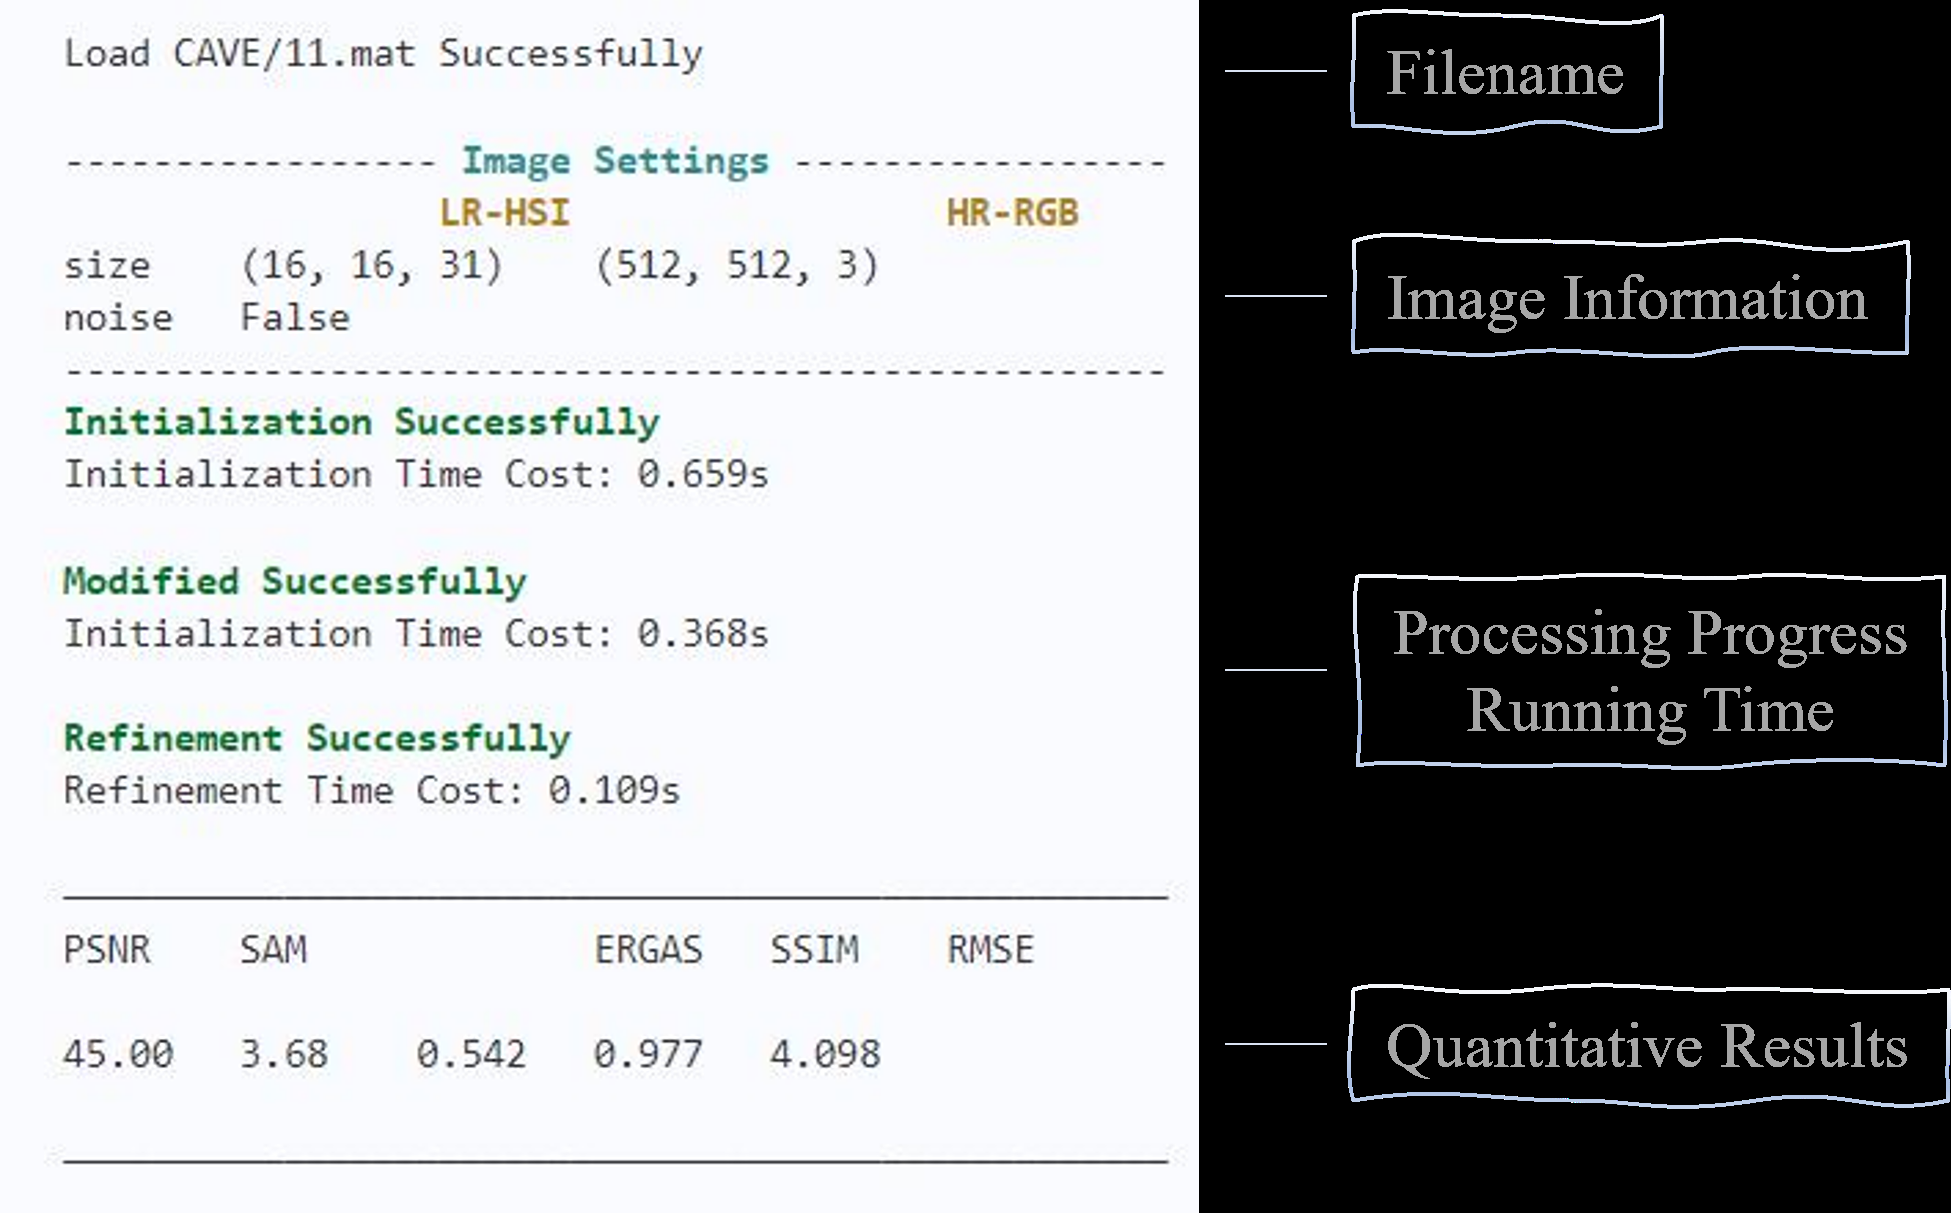 Load CAVE/11.mat Successfully
Filename
----------------- Image Settings -----------------
LR-HSI HR-RGB
size (16, 16, 31) (512, 512, 3)
Image Information
noise False
--------------------------------------------------
Initialization Successfully
Initialization Time Cost: 0.659s
Modified Successfully
Initialization Time Cost: 0.368s
Processing Progress
Running Time
Refinement Successfully
Refinement Time Cost: 0.109s
PSNR SAM ERGAS SSIM RMSE
45.00 3.68 0.542 0.977 4.098
Quantitative Results